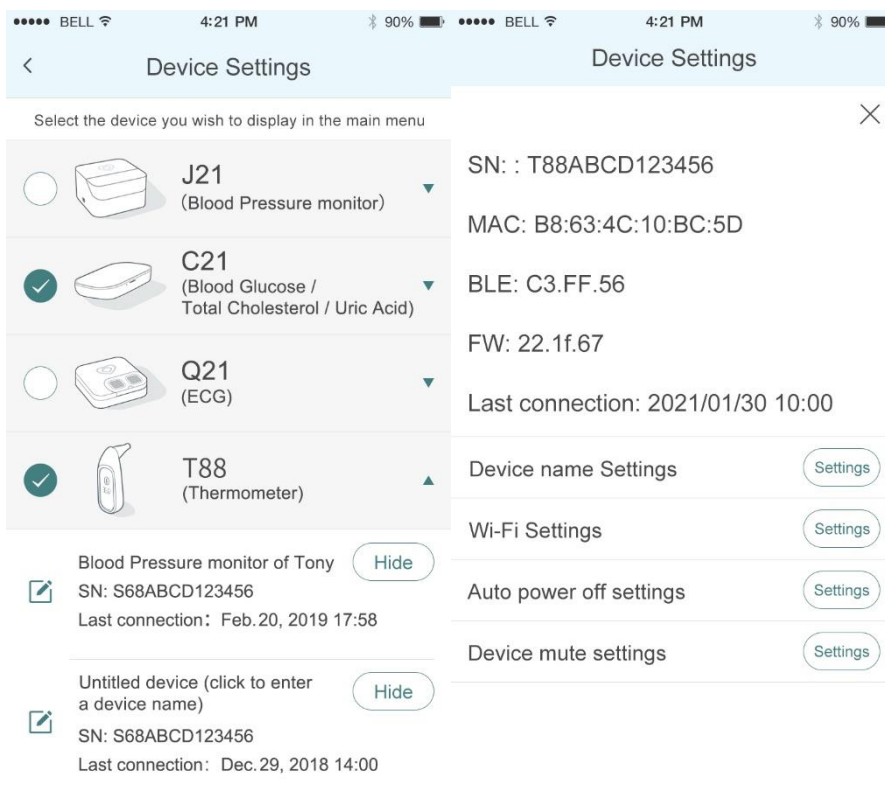 BELL 4:21 PM 90%
Device Settings
Select the device you wish to display in the main menu
J21
(Blood Pressure monitor)
C21
(Blood Glucose /
Total Cholesterol / Uric Acid)
Q21
(ECG)
T88
(Thermometer)
Blood Pressure monitor of Tony Hide
SN: S68ABCD123456
Last connection: Feb.20, 2019 17:58
Untitled device (click to enter
a device name) Hide
SN: S68ABCD123456
Last connection: Dec.29, 2018 14:00
BELL 4:21 PM 90%
Device Settings
SN: : T88ABCD123456
MAC: B8:63:4C:10:BC:5D
BLE: C3.FF.56
FW: 22.1f.67
Last connection: 2021/01/30 10:00
Device name Settings Settings
Wi-Fi Settings Settings
Auto power off settings Settings
Device mute settings Settings